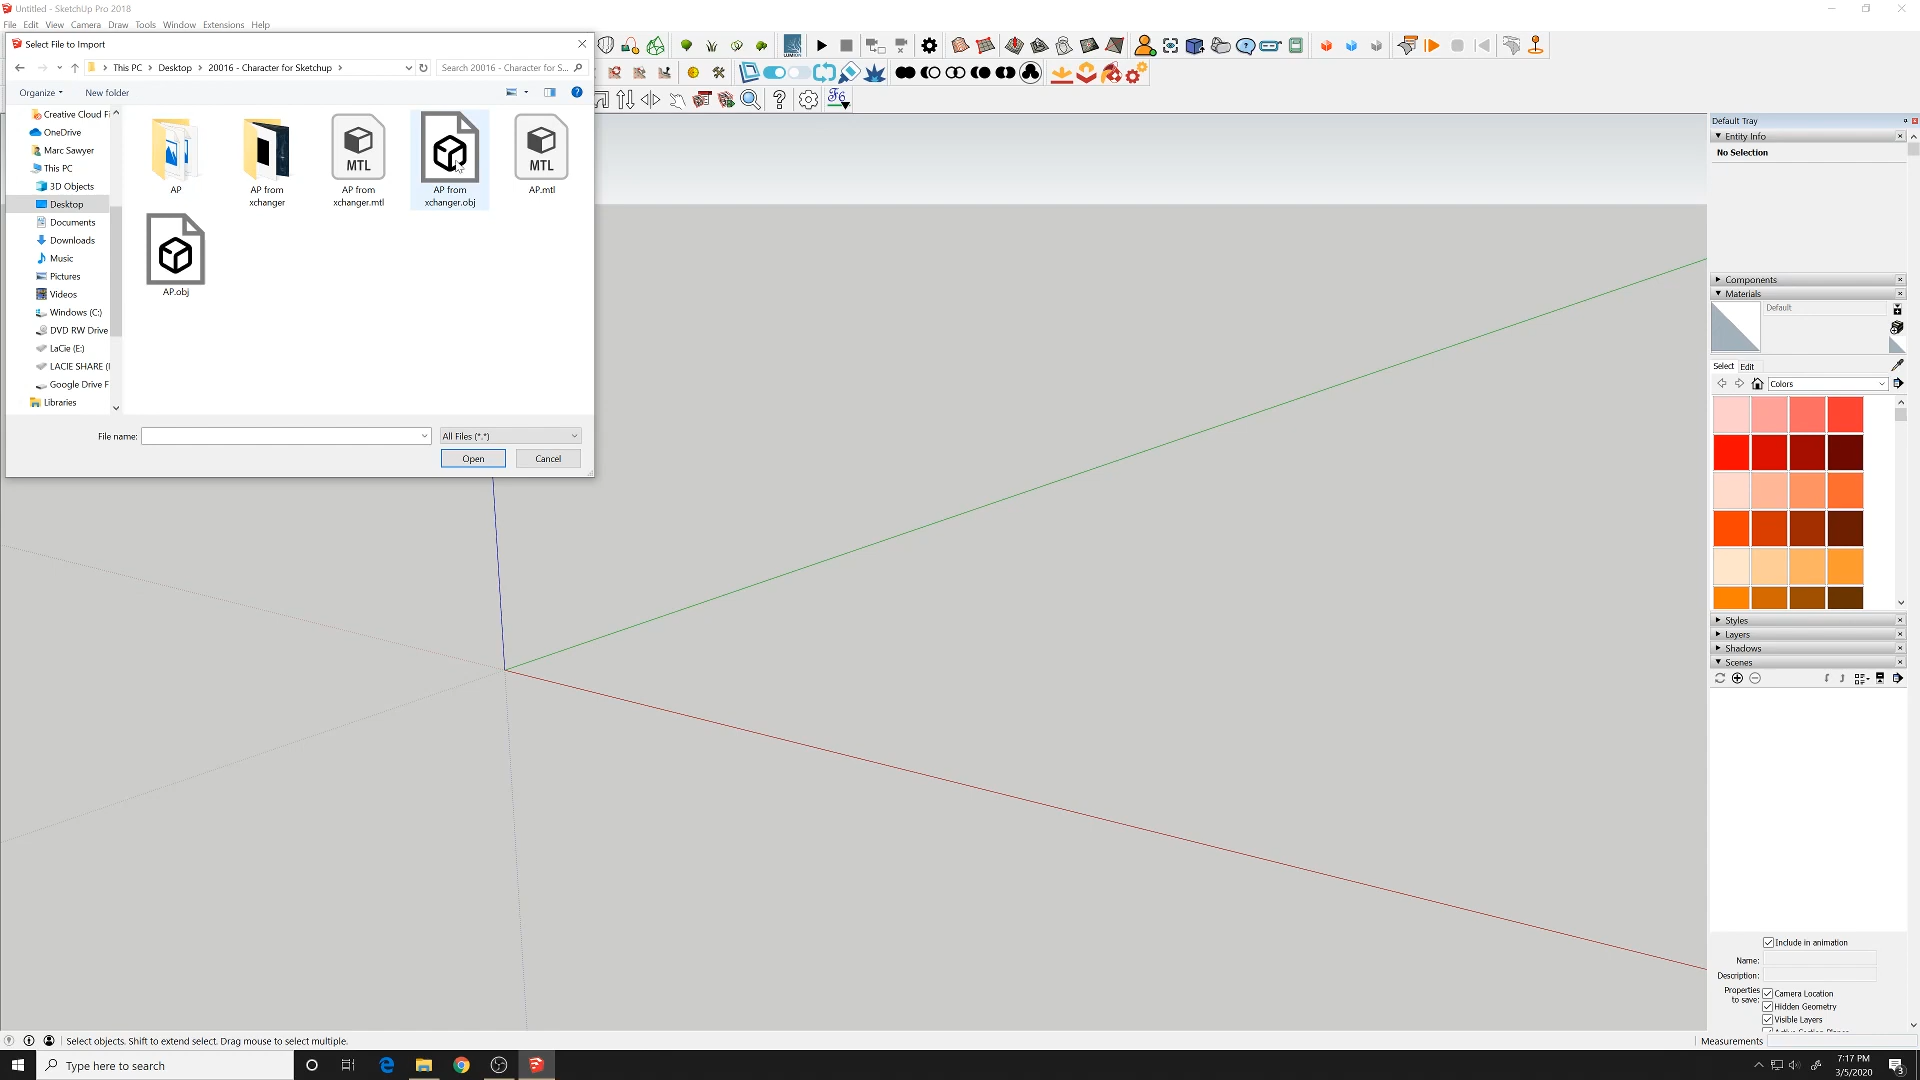 Untitled - SketchUp Pro 2018
File Edit View Camera Draw Tools Window Extensions Help
Select File to Import
This PC > Desktop > 20016 - Character for Sketchup >
Search 20016 - Character for S...
Organize
New folder
Creative Cloud Fi
OneDrive
Marc Sawyer
This PC
3D Objects
Desktop
Documents
Downloads
Music
Pictures
Videos
Windows (C:)
DVD RW Drive
LaCie (E:)
LACIE SHARE (
Google Drive F
Libraries
AP
AP from
xchanger
MTL
AP from
xchanger.mtl
AP from
xchanger.obj
MTL
AP.mtl
AP.obj
File name:
All Files (*.*)
Open
Cancel
Default Tray
Entity Info
No Selection
Components
Materials
Default
Select Edit
Colors
Styles
Layers
Shadows
Scenes
Include in animation
Name:
Description:
Properties
to save:
Camera Location
Hidden Geometry
Visible Layers
Select objects. Shift to extend select. Drag mouse to select multiple.
Measurements
Type here to search
7:17 PM
3/5/2020
3